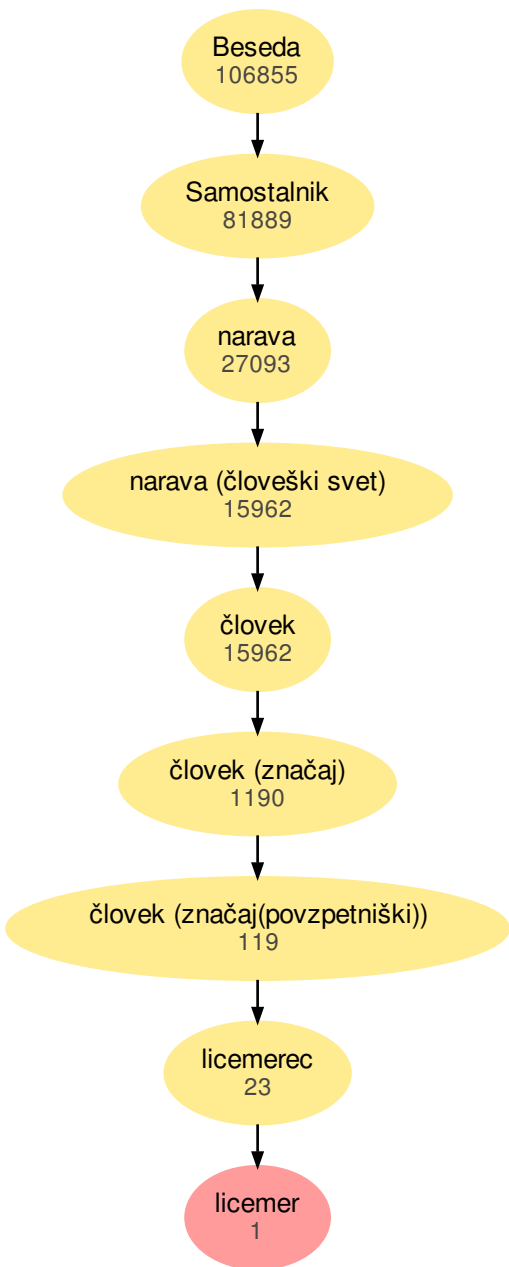 Beseda
106855
Samostalnik
81889
narava
27093
narava (človeški svet)
15962
človek
15962
človek (značaj)
1190
človek (značaj(povzpetniški))
119
licemerec
23
licemer
1